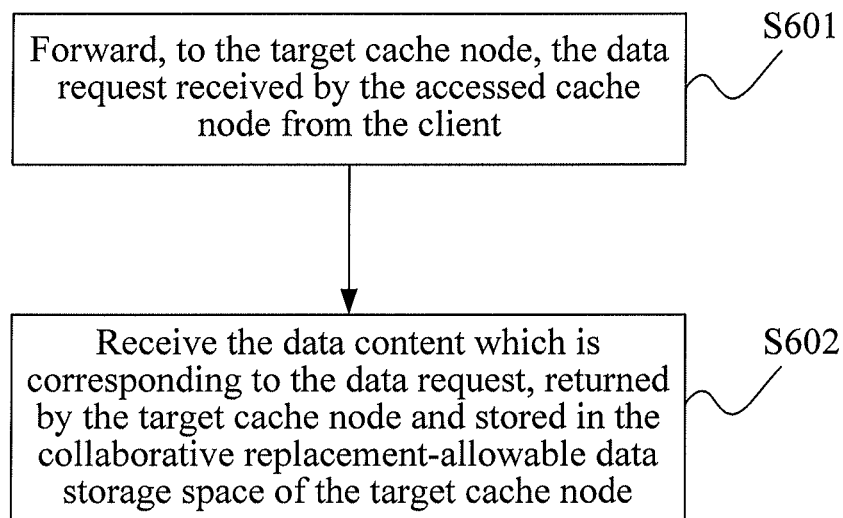 S601
Forward, to the target cache node, the data
request received by the accessed cache
node from the client
S602
Receive the data content which is
corresponding to the data request, returned
by the target cache node and stored in the
collaborative replacement-allowable data
storage space of the target cache node